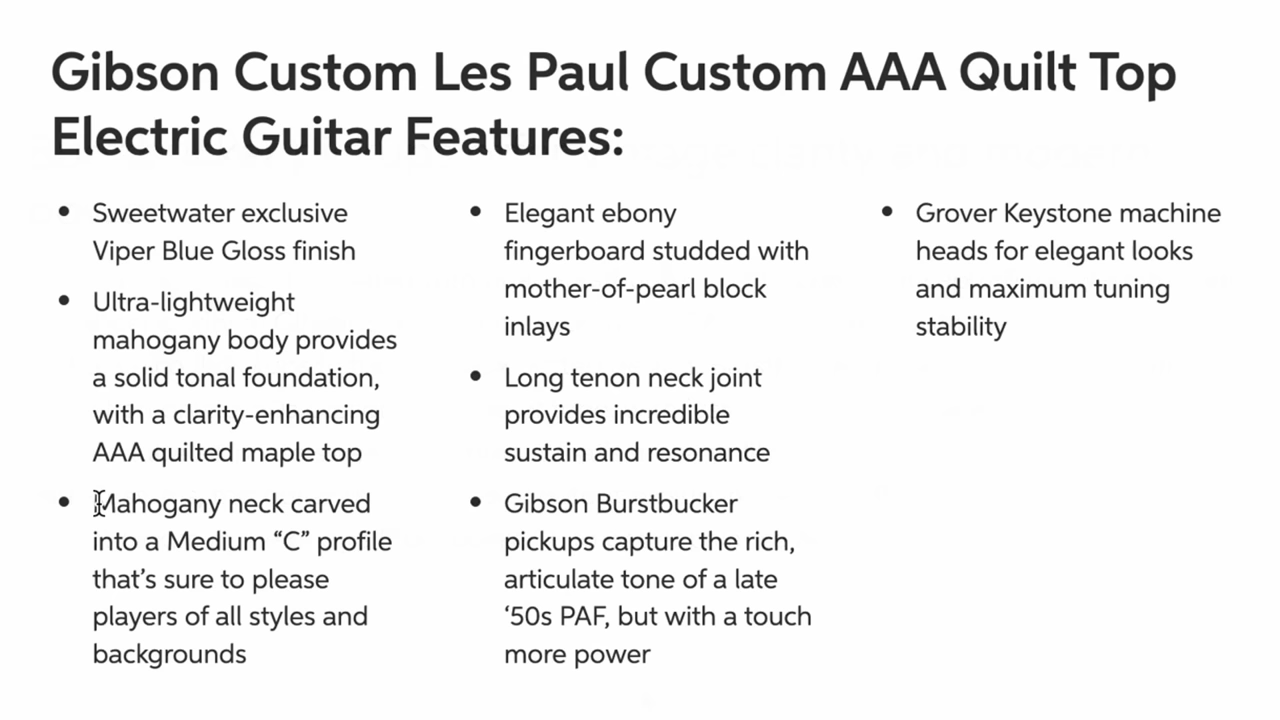 Gibson Custom Les Paul Custom AAA Quilt Top
Electric Guitar Features:
• Sweetwater exclusive
Viper Blue Gloss finish
• Ultra-lightweight
mahogany body provides
a solid tonal foundation,
with a clarity-enhancing
AAA quilted maple top
• Mahogany neck carved
into a Medium “C” profile
that’s sure to please
players of all styles and
backgrounds
• Elegant ebony
fingerboard studded with
mother-of-pearl block
inlays
• Long tenon neck joint
provides incredible
sustain and resonance
• Gibson Burstbucker
pickups capture the rich,
articulate tone of a late
‘50s PAF, but with a touch
more power
• Grover Keystone machine
heads for elegant looks
and maximum tuning
stability